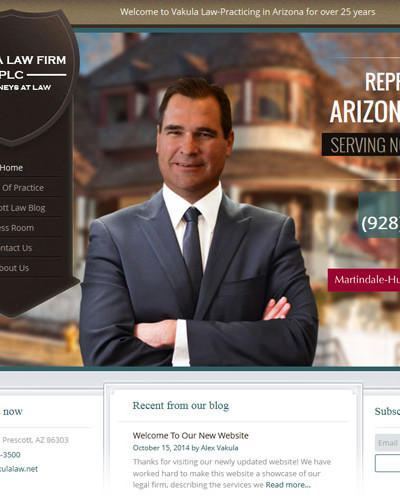 Welcome to Vakula Law-Practicing in Arizona for over 25 years
A LAW FIRM
PLC
NEYS AT LAW
REPR
ARIZON
SERVING NO
Home
Of Practice
ott Law Blog
ess Room
ntact Us
bout Us
(928
Martindale-Hu
now
Prescott, AZ 86303
-3500
kulalaw.net
Recent from our blog
Welcome To Our New Website
October 15, 2014 by Alex Vakula
Thanks for visiting our newly updated website! We have
worked hard to make this website a showcase of our
legal firm, describing the services we Read more...
Subsc
Email